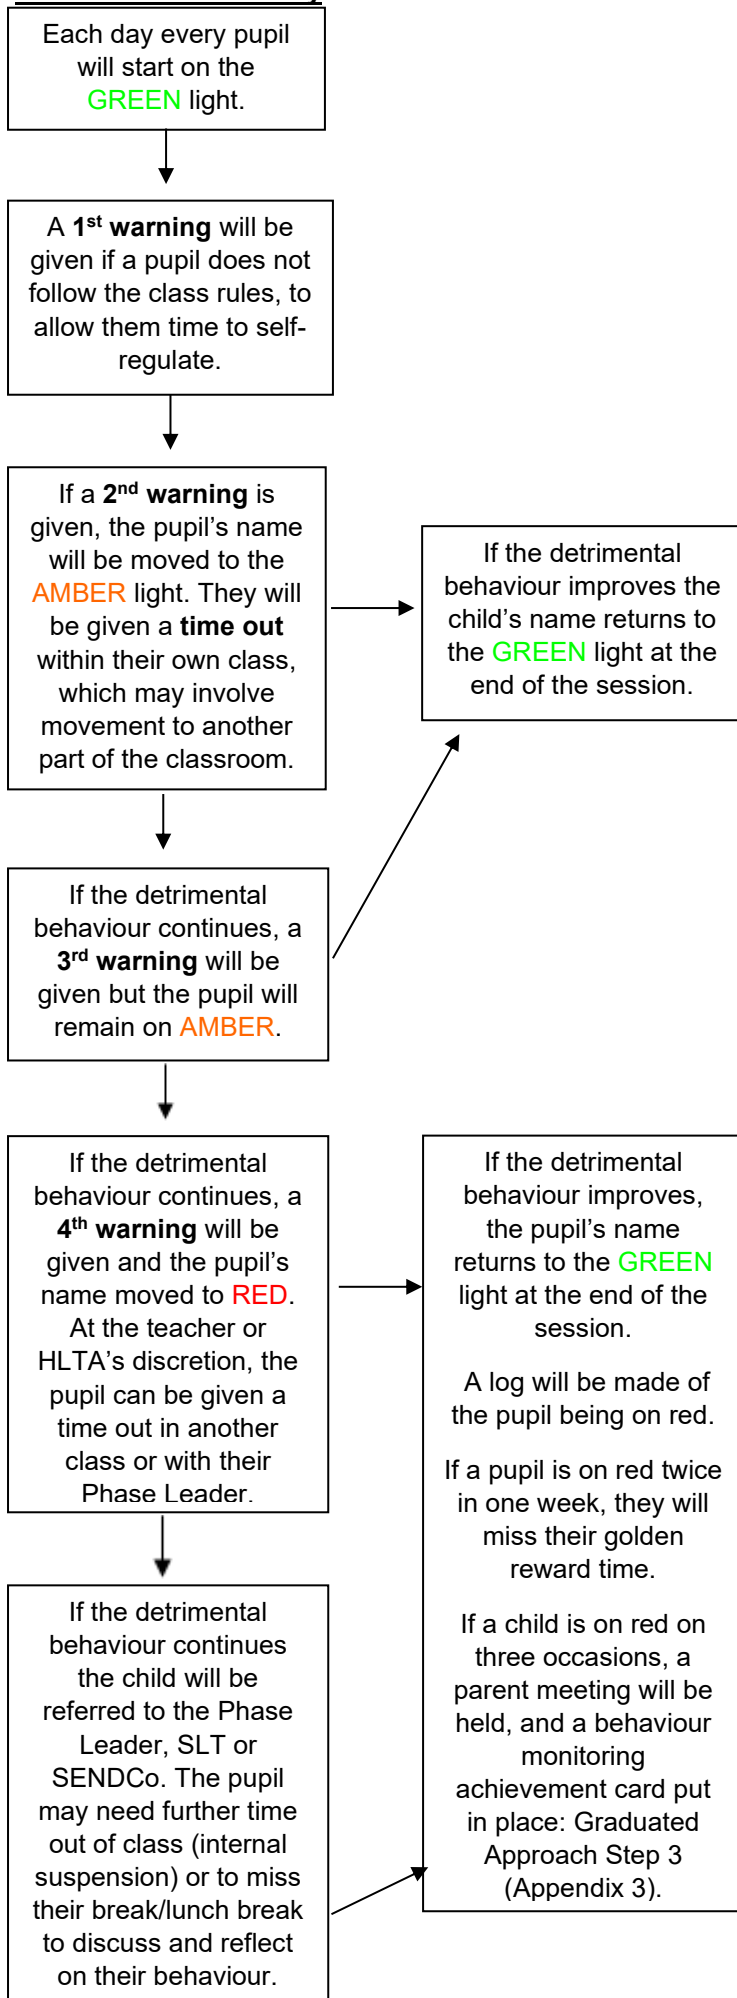 Each day every pupil
will start on the
GREEN light.
A 1st warning will be
given if a pupil does not
follow the class rules, to
allow them time to self-
regulate.
If a 2nd warning is
given, the pupil’s name
will be moved to the
AMBER light. They will
be given a time out
within their own class,
which may involve
movement to another
part of the classroom.
If the detrimental
behaviour improves the
child’s name returns to
the GREEN light at the
end of the session.
If the detrimental
behaviour continues, a
3rd warning will be
given but the pupil will
remain on AMBER.
If the detrimental
behaviour continues, a
4th warning will be
given and the pupil’s
name moved to RED.
At the teacher or
HLTA’s discretion, the
pupil can be given a
time out in another
class or with their
Phase Leader.
If the detrimental
behaviour improves,
the pupil’s name
returns to the GREEN
light at the end of the
session.
A log will be made of
the pupil being on red.
If a pupil is on red twice
in one week, they will
miss their golden
reward time.
If a child is on red on
three occasions, a
parent meeting will be
held, and a behaviour
monitoring
achievement card put
in place: Graduated
Approach Step 3
(Appendix 3).
If the detrimental
behaviour continues
the child will be
referred to the Phase
Leader, SLT or
SENDCo. The pupil
may need further time
out of class (internal
suspension) or to miss
their break/lunch break
to discuss and reflect
on their behaviour.